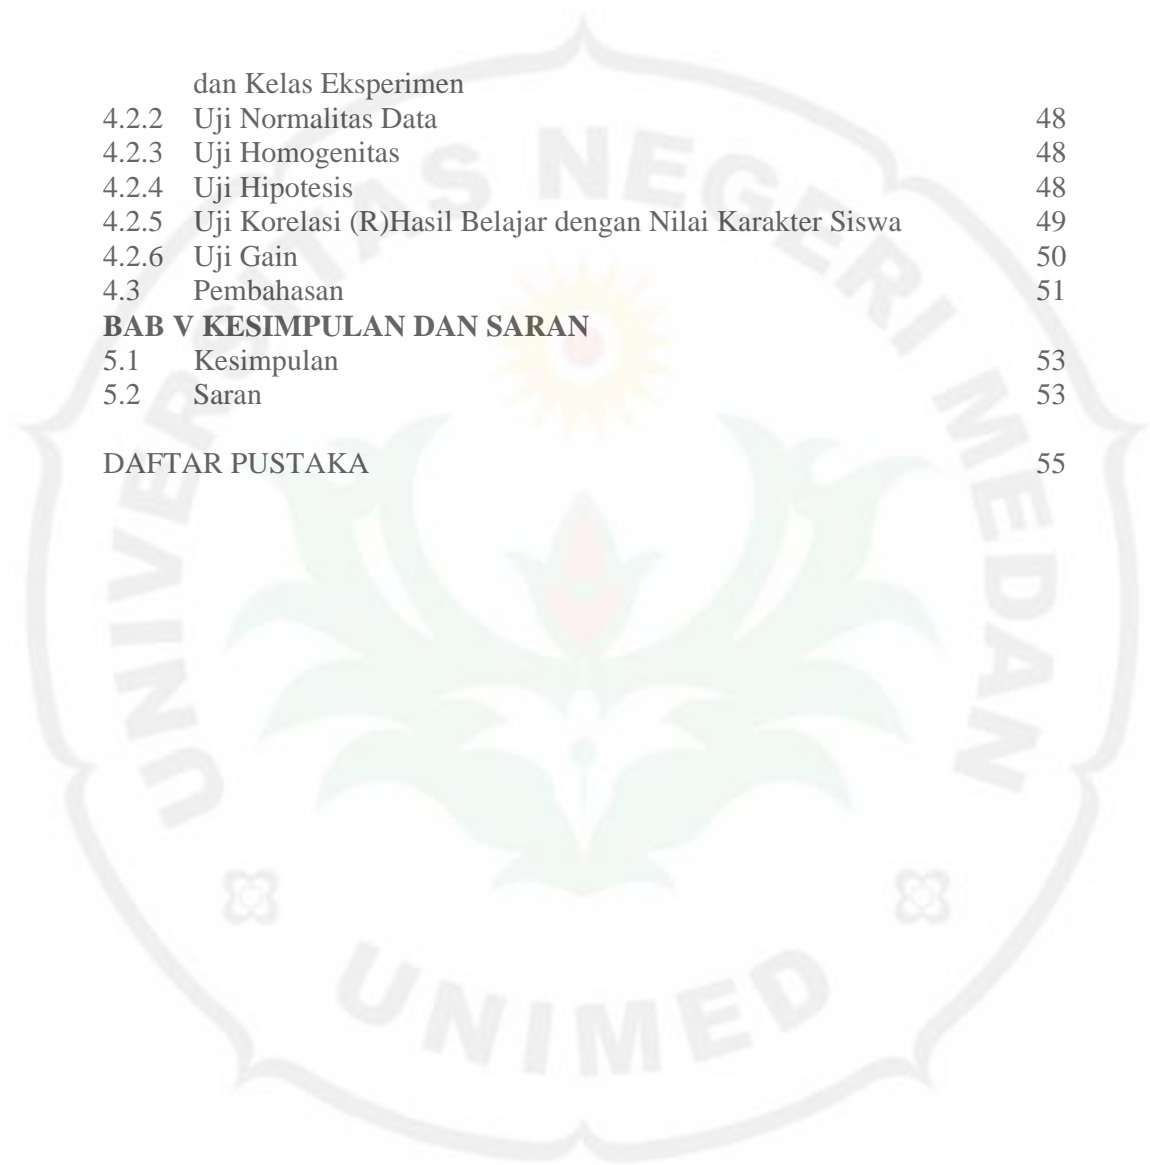 dan Kelas Eksperimen
4.2.2 Uji Normalitas Data 48
4.2.3 Uji Homogenitas 48
4.2.4 Uji Hipotesis 48
4.2.5 Uji Korelasi (R)Hasil Belajar dengan Nilai Karakter Siswa 49
4.2.6 Uji Gain 50
4.3 Pembahasan 51
BAB V KESIMPULAN DAN SARAN
5.1 Kesimpulan 53
5.2 Saran 53
DAFTAR PUSTAKA 55
UNIVERSITAS NEGERI MEDAN
UNIMED